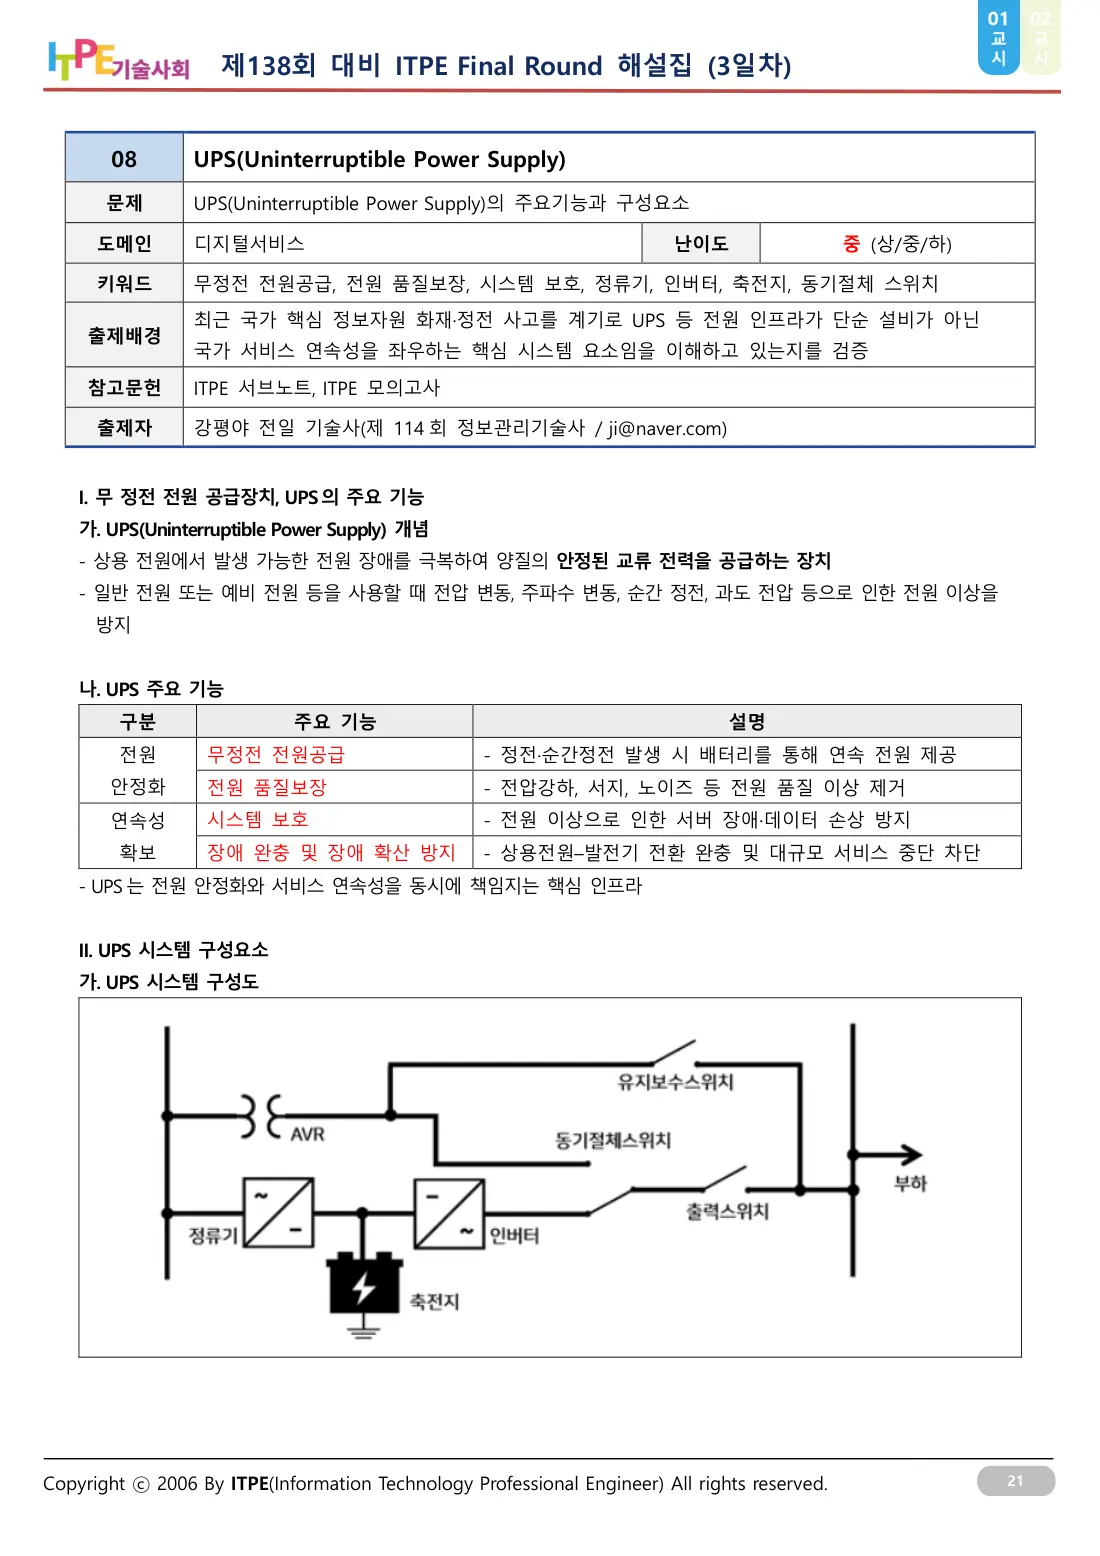 ITPE기술사회 제138회 대비 ITPE Final Round 해설집 (3일차)
01
교
시
02
교
시
08 UPS(Uninterruptible Power Supply)
문제 UPS(Uninterruptible Power Supply)의 주요기능과 구성요소
도메인 디지털서비스 난이도 중 (상/중/하)
키워드 무정전 전원공급, 전원 품질보장, 시스템 보호, 정류기, 인버터, 축전지, 동기절체 스위치
출제배경 최근 국가 핵심 정보자원 화재·정전 사고를 계기로 UPS 등 전원 인프라가 단순 설비가 아닌
국가 서비스 연속성을 좌우하는 핵심 시스템 요소임을 이해하고 있는지를 검증
참고문헌 ITPE 서브노트, ITPE 모의고사
출제자 강평야 전일 기술사(제 114회 정보관리기술사 / ji@naver.com)
I. 무 정전 전원 공급장치, UPS의 주요 기능
가. UPS(Uninterruptible Power Supply) 개념
- 상용 전원에서 발생 가능한 전원 장애를 극복하여 양질의 안정된 교류 전력을 공급하는 장치
- 일반 전원 또는 예비 전원 등을 사용할 때 전압 변동, 주파수 변동, 순간 정전, 과도 전압 등으로 인한 전원 이상을
방지
나. UPS 주요 기능
구분 주요 기능 설명
전원 무정전 전원공급 - 정전·순간정전 발생 시 배터리를 통해 연속 전원 제공
안정화 전원 품질보장 - 전압강하, 서지, 노이즈 등 전원 품질 이상 제거
연속성 시스템 보호 - 전원 이상으로 인한 서버 장애·데이터 손상 방지
확보 장애 완충 및 장애 확산 방지 - 상용전원–발전기 전환 완충 및 대규모 서비스 중단 차단
- UPS는 전원 안정화와 서비스 연속성을 동시에 책임지는 핵심 인프라
II. UPS 시스템 구성요소
가. UPS 시스템 구성도
유지보수스위치
AVR
동기절체스위치
부하
출력스위치
정류기
~
–
–
~
인버터
축전지
Copyright ⓒ 2006 By ITPE(Information Technology Professional Engineer) All rights reserved.
21